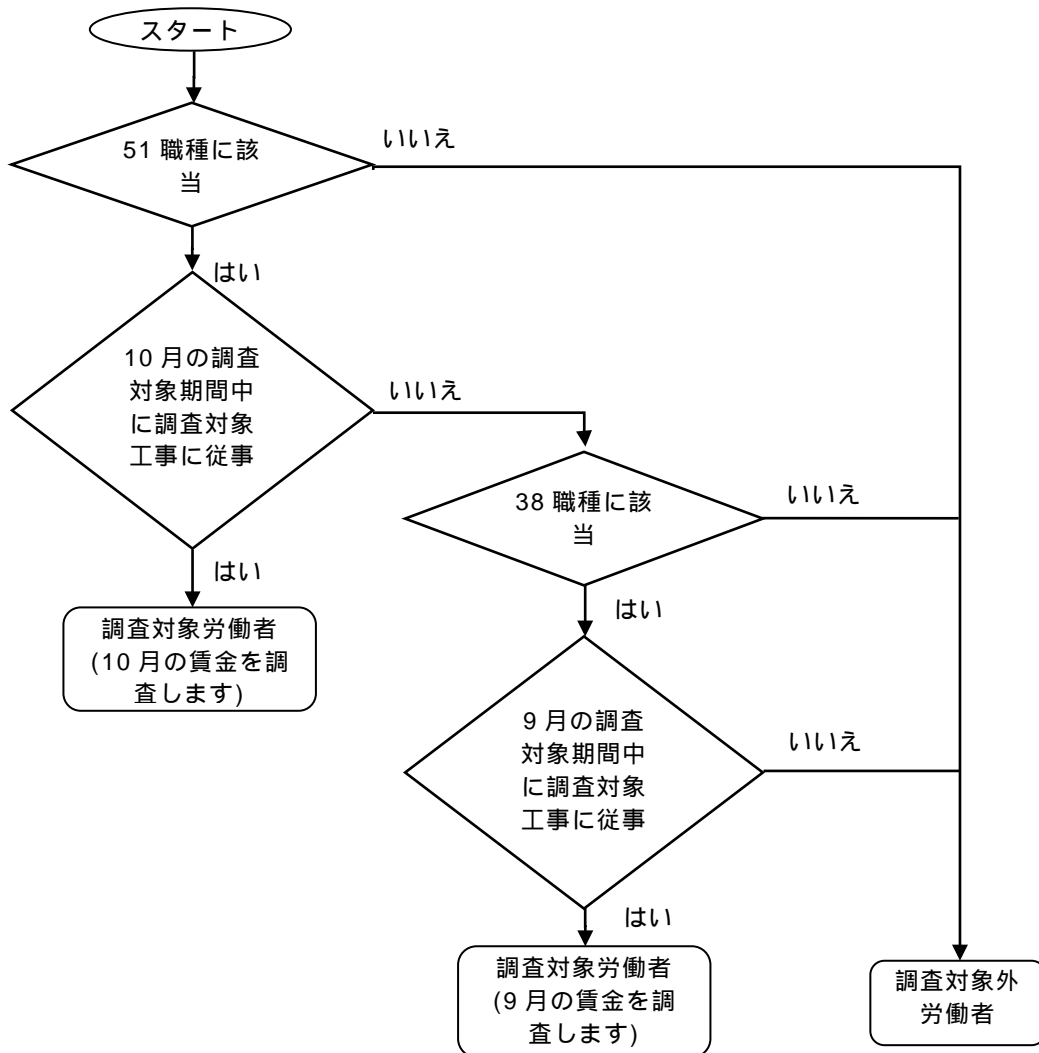 スタート
51 職種に該
当
いいえ
はい
10 月の調査
対象期間中
に調査対象
工事に従事
いいえ
はい
調査対象労働者
(10 月の賃金を調
査します)
38 職種に該
当
いいえ
はい
9 月の調査
対象期間中
に調査対象
工事に従事
いいえ
はい
調査対象労働者
(9 月の賃金を調
査します)
調査対象外
労働者